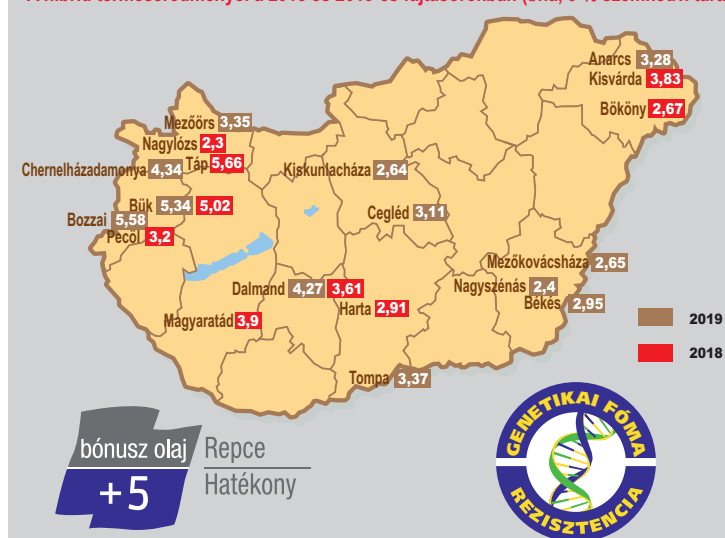 Anarcs 3,28
Kisvárda 3,83
Bököny 2,67
Mezőörs 3,35
Nagylózs 2,3
Táp 5,66
Chernelházadamonya 4,34
Kiskunlacháza 2,64
Bük 5,34 5,02
Cegléd 3,11
Bozzai 5,58
Pecöl 3,2
Mezőkovácsháza 2,65
Dalmand 4,27 3,61
Nagyszénás 2,4
Békés 2,95
Harta 2,91
Magyaratád 3,9
2019
2018
Tompa 3,37
bónusz olaj
+5
Repce
Hatékony
GENETIKAI FÓMA
REZISZTENCIA